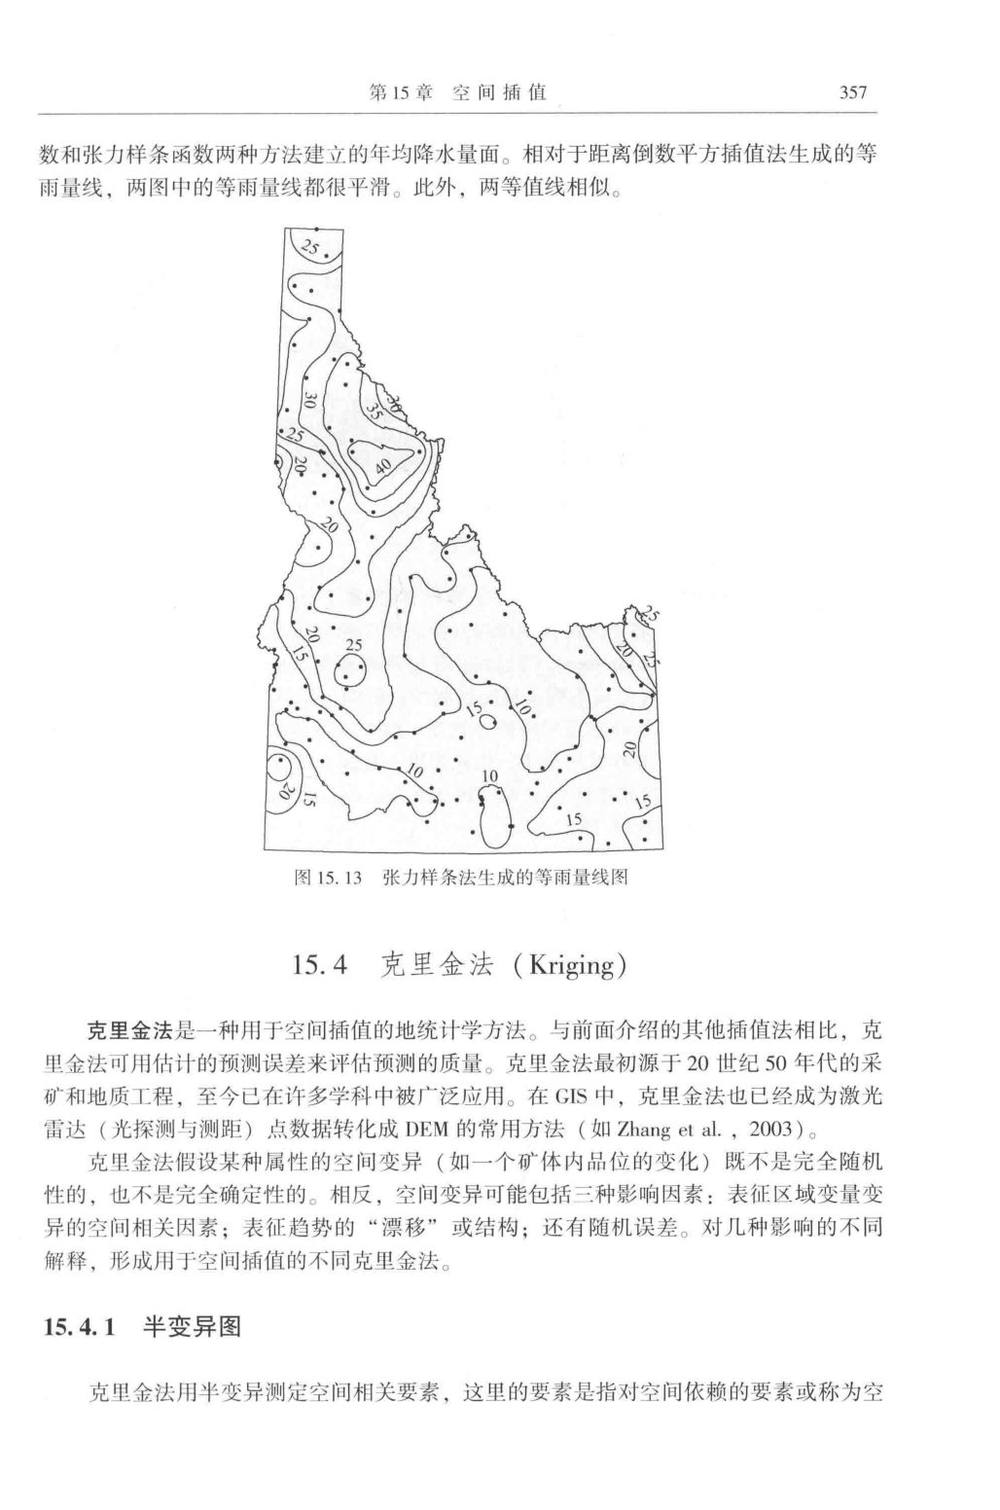 第15章 空间插值 357
数和张力样条函数两种方法建立的年均降水量面。相对于距离倒数平方插值法生成的等
雨量线，两图中的等雨量线都很平滑。此外，两等值线相似。
25
30
35
30
25
20
40
20
20
15
25
25
20
25
15
10
20
10
10
20
15
15
15
图 15.13 张力样条法生成的等雨量线图
15.4 克里金法（Kriging）
克里金法是一种用于空间插值的地统计学方法。与前面介绍的其他插值法相比，克
里金法可用估计的预测误差来评估预测的质量。克里金法最初源于 20 世纪 50 年代的采
矿和地质工程，至今已在许多学科中被广泛应用。在 GIS 中，克里金法也已经成为激光
雷达（光探测与测距）点数据转化成 DEM 的常用方法（如 Zhang et al.，2003）。
克里金法假设某种属性的空间变异（如一个矿体内品位的变化）既不是完全随机
性的，也不是完全确定性的。相反，空间变异可能包括三种影响因素：表征区域变量变
异的空间相关因素；表征趋势的“漂移”或结构；还有随机误差。对几种影响的不同
解释，形成用于空间插值的不同克里金法。
15.4.1 半变异图
克里金法用半变异测定空间相关要素，这里的要素是指对空间依赖的要素或称为空